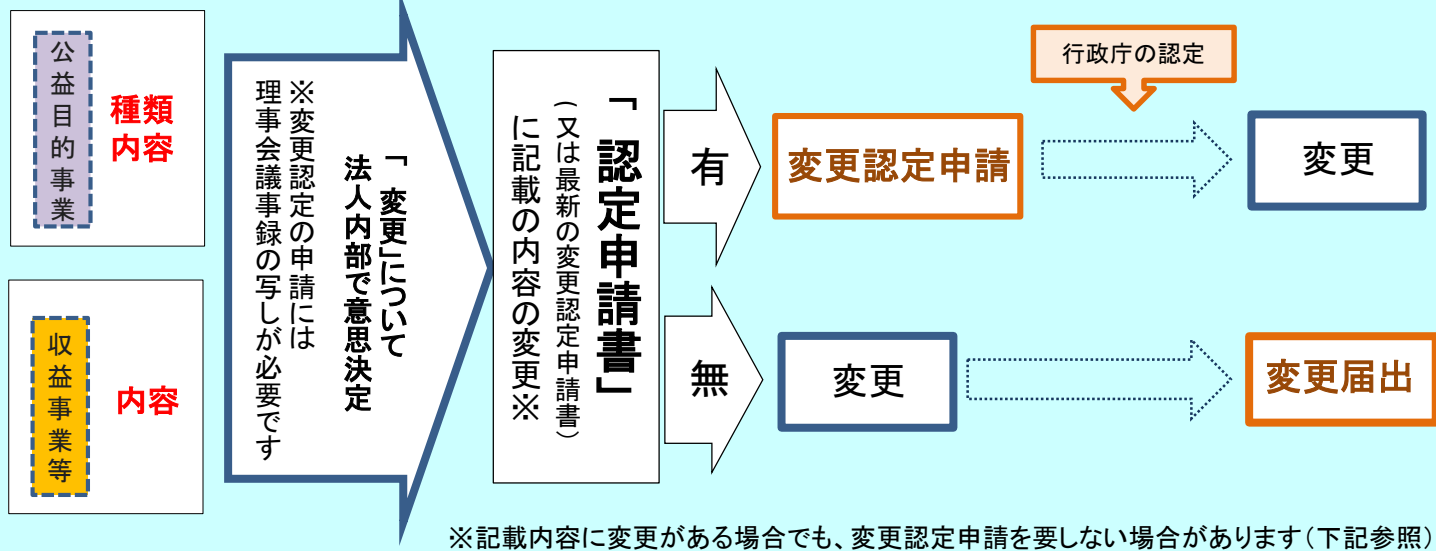 公益目的事業
種類
内容
収益事業等
内容
「変更」について
法人内部で意思決定
※変更認定の申請には
理事会議事録の写しが必要です
「認定申請書」
(又は最新の変更認定申請書)
に記載の内容の変更※
有
変更認定申請
行政庁の認定
変更
無
変更
変更届出
※記載内容に変更がある場合でも、変更認定申請を要しない場合があります(下記参照)